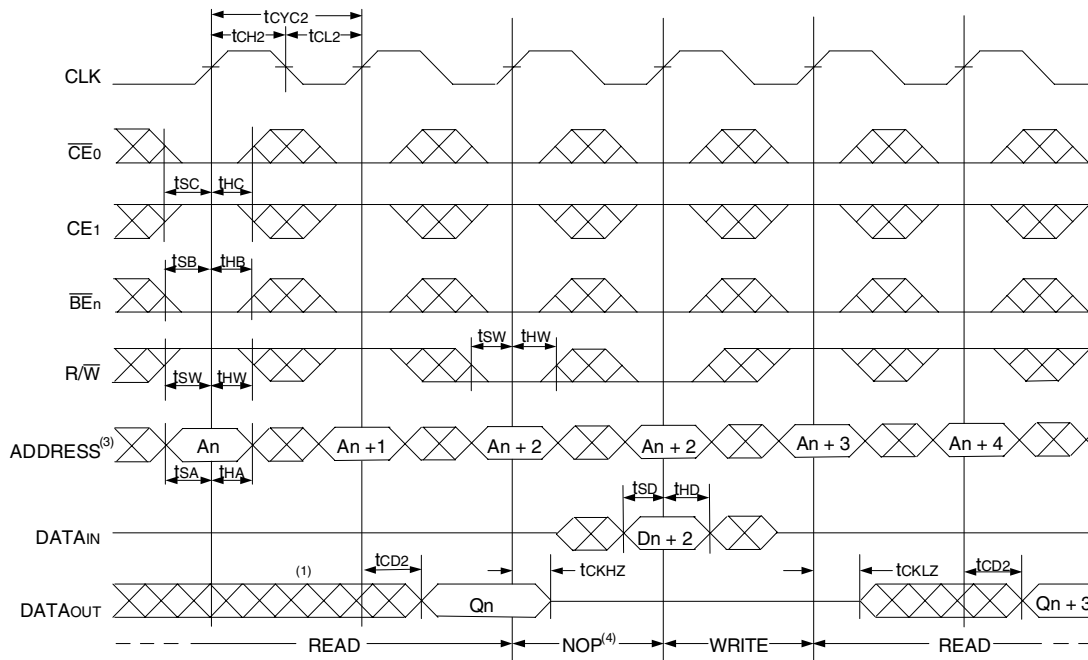 tCYC2
tCH2 tCL2
CLK
CE0
tSC tHC
CE1
tSB tHB
BEn
tSW tHW
R/W
tSW tHW
ADDRESS(3) An An +1 An + 2 An + 2 An + 3 An + 4
tSA tHA
tSD tHD
DATAIN Dn + 2
(1) tCD2 tCKHZ tCKLZ tCD2
DATAOUT Qn Qn + 3
READ NOP(4) WRITE READ